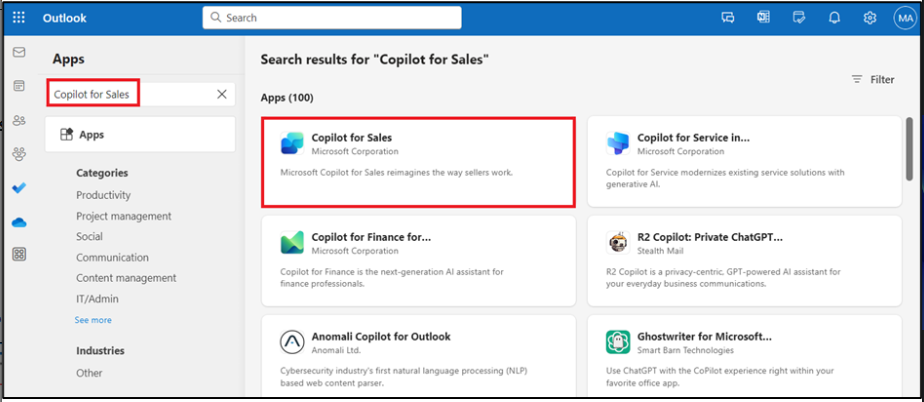 Outlook
Search
MA
Apps
Copilot for Sales
Apps
Categories
Productivity
Project management
Social
Communication
Content management
IT/Admin
See more
Industries
Other
Search results for "Copilot for Sales"
Filter
Apps (100)
Copilot for Sales
Microsoft Corporation
Microsoft Copilot for Sales reimagines the way sellers work.
Copilot for Service in...
Microsoft Corporation
Copilot for Service modernizes existing service solutions with
generative AI.
Copilot for Finance for...
Microsoft Corporation
Copilot for Finance is the next-generation AI assistant for
finance professionals.
R2 Copilot: Private ChatGPT...
Stealth Mail
R2 Copilot is a privacy-centric, GPT-powered AI assistant for
your everyday business communications.
Anomali Copilot for Outlook
Anomali Ltd.
Cybersecurity industry's first natural language processing (NLP)
based web content parser.
Ghostwriter for Microsoft...
Smart Barn Technologies
Use ChatGPT with the CoPilot experience right within your
favorite office app.